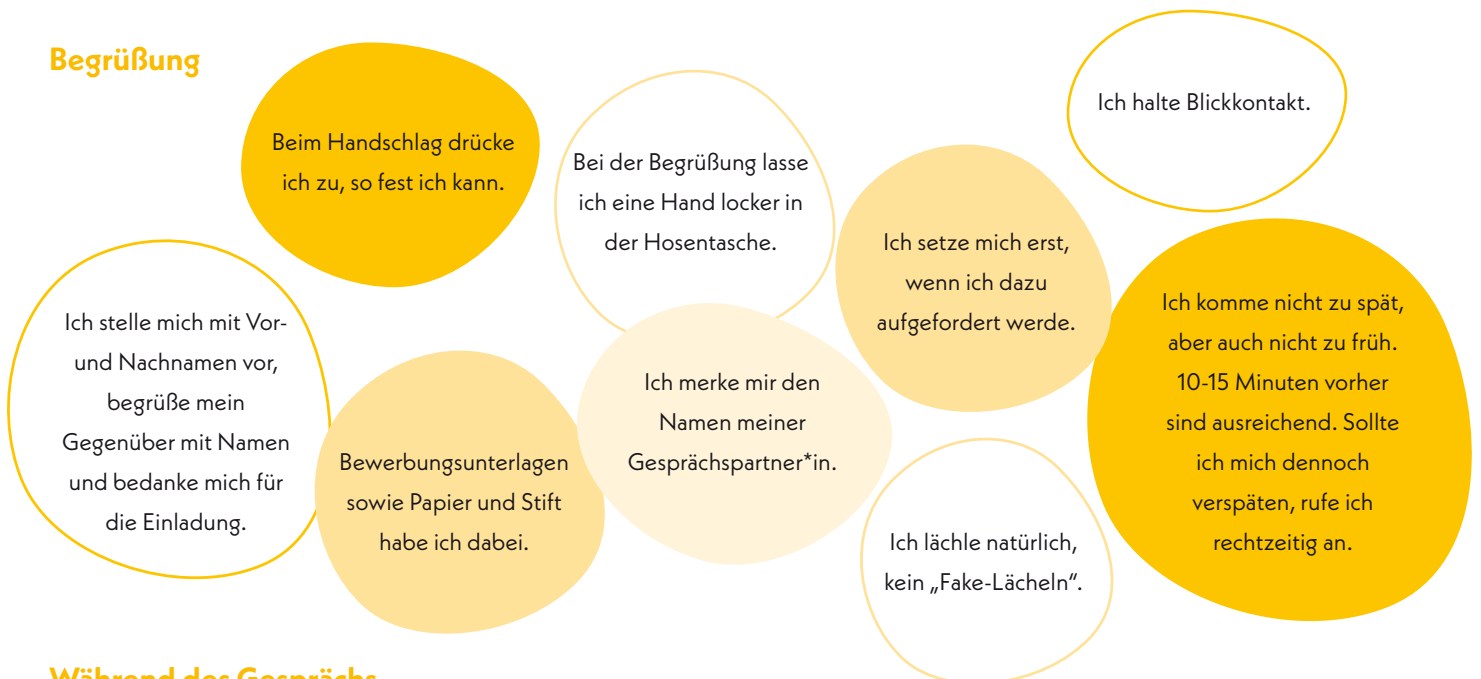 Begrüßung
Beim Handschlag drücke
ich zu, so fest ich kann.
Bei der Begrüßung lasse
ich eine Hand locker in
der Hosentasche.
Ich halte Blickkontakt.
Ich setze mich erst,
wenn ich dazu
aufgefordert werde.
Ich stelle mich mit Vor-
und Nachnamen vor,
begrüße mein
Gegenüber mit Namen
und bedanke mich für
die Einladung.
Bewerbungsunterlagen
sowie Papier und Stift
habe ich dabei.
Ich merke mir den
Namen meiner
Gesprächspartner*in.
Ich komme nicht zu spät,
aber auch nicht zu früh.
10-15 Minuten vorher
sind ausreichend. Sollte
ich mich dennoch
verspäten, rufe ich
rechtzeitig an.
Ich lächle natürlich,
kein „Fake-Lächeln“.
Während des Gesprächs